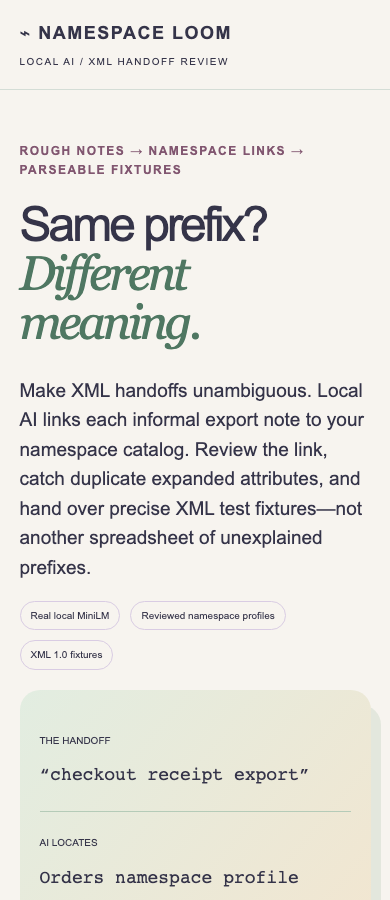 ⌁ NAMESPACE LOOM
LOCAL AI / XML HANDOFF REVIEW
ROUGH NOTES → NAMESPACE LINKS →
PARSEABLE FIXTURES
Same prefix?
Different
meaning.
Make XML handoffs unambiguous. Local
AI links each informal export note to your
namespace catalog. Review the link,
catch duplicate expanded attributes, and
hand over precise XML test fixtures—not
another spreadsheet of unexplained
prefixes.
Real local MiniLM
Reviewed namespace profiles
XML 1.0 fixtures
THE HANDOFF
“checkout receipt export”
AI LOCATES
Orders namespace profile